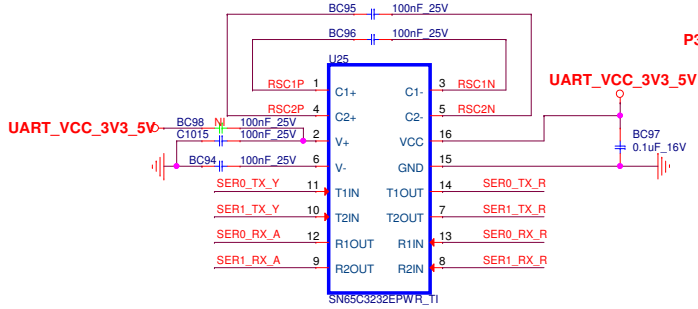 BC95 100nF_25V
BC96 100nF_25V
P3
U25
RSC1P 1 C1+ C1- 3 RSC1N
UART_VCC_3V3_5V
RSC2P 4 C2+ C2- 5 RSC2N
UART_VCC_3V3_5V BC98 NI 100nF_25V
C1015 100nF_25V 2 V+ VCC 16
BC97
0.1uF_16V
BC94 100nF_25V 6 V- GND 15
SER0_TX_Y 11 T1IN T1OUT 14 SER0_TX_R
SER1_TX_Y 10 T2IN T2OUT 7 SER1_TX_R
SER0_RX_A 12 R1OUT R1IN 13 SER0_RX_R
SER1_RX_A 9 R2OUT R2IN 8 SER1_RX_R
SN65C3232EPWR_TI